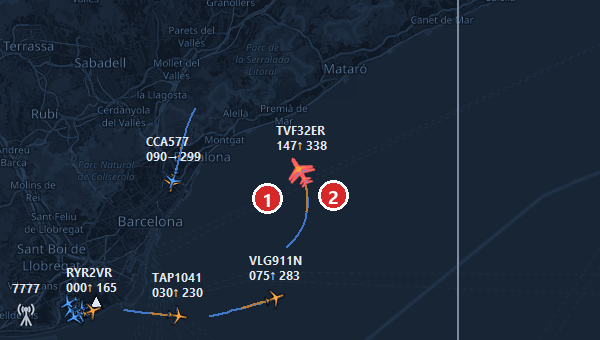 Granollers
Canet de Mar
Parets del
Vallès
Terrassa
Sabadell
Mollet del
Vallès
Parc de
la Serralada
Litoral
Mataró
la Llagosta
Rubí
Cerdanyola
del Vallès
Alella
Premià de
Mar
Montgat
TVF32ER
147↑ 338
CCA577
090→ 299
Barcelona
Parc Natural
de Collserola
Molins de
Rei
1
2
Sant Feliu
de Llobregat
Barcelona
Sant Boi de
Llobregat
VLG911N
075↑ 283
RYR2VR
000↑ 165
TAP1041
030↑ 230
7777